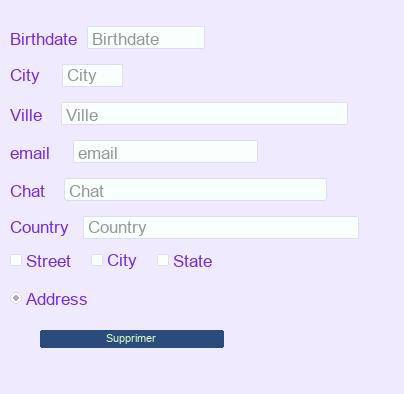 Birthdate Birthdate
City City
Ville Ville
email email
Chat Chat
Country Country
Street City State
Address
Supprimer